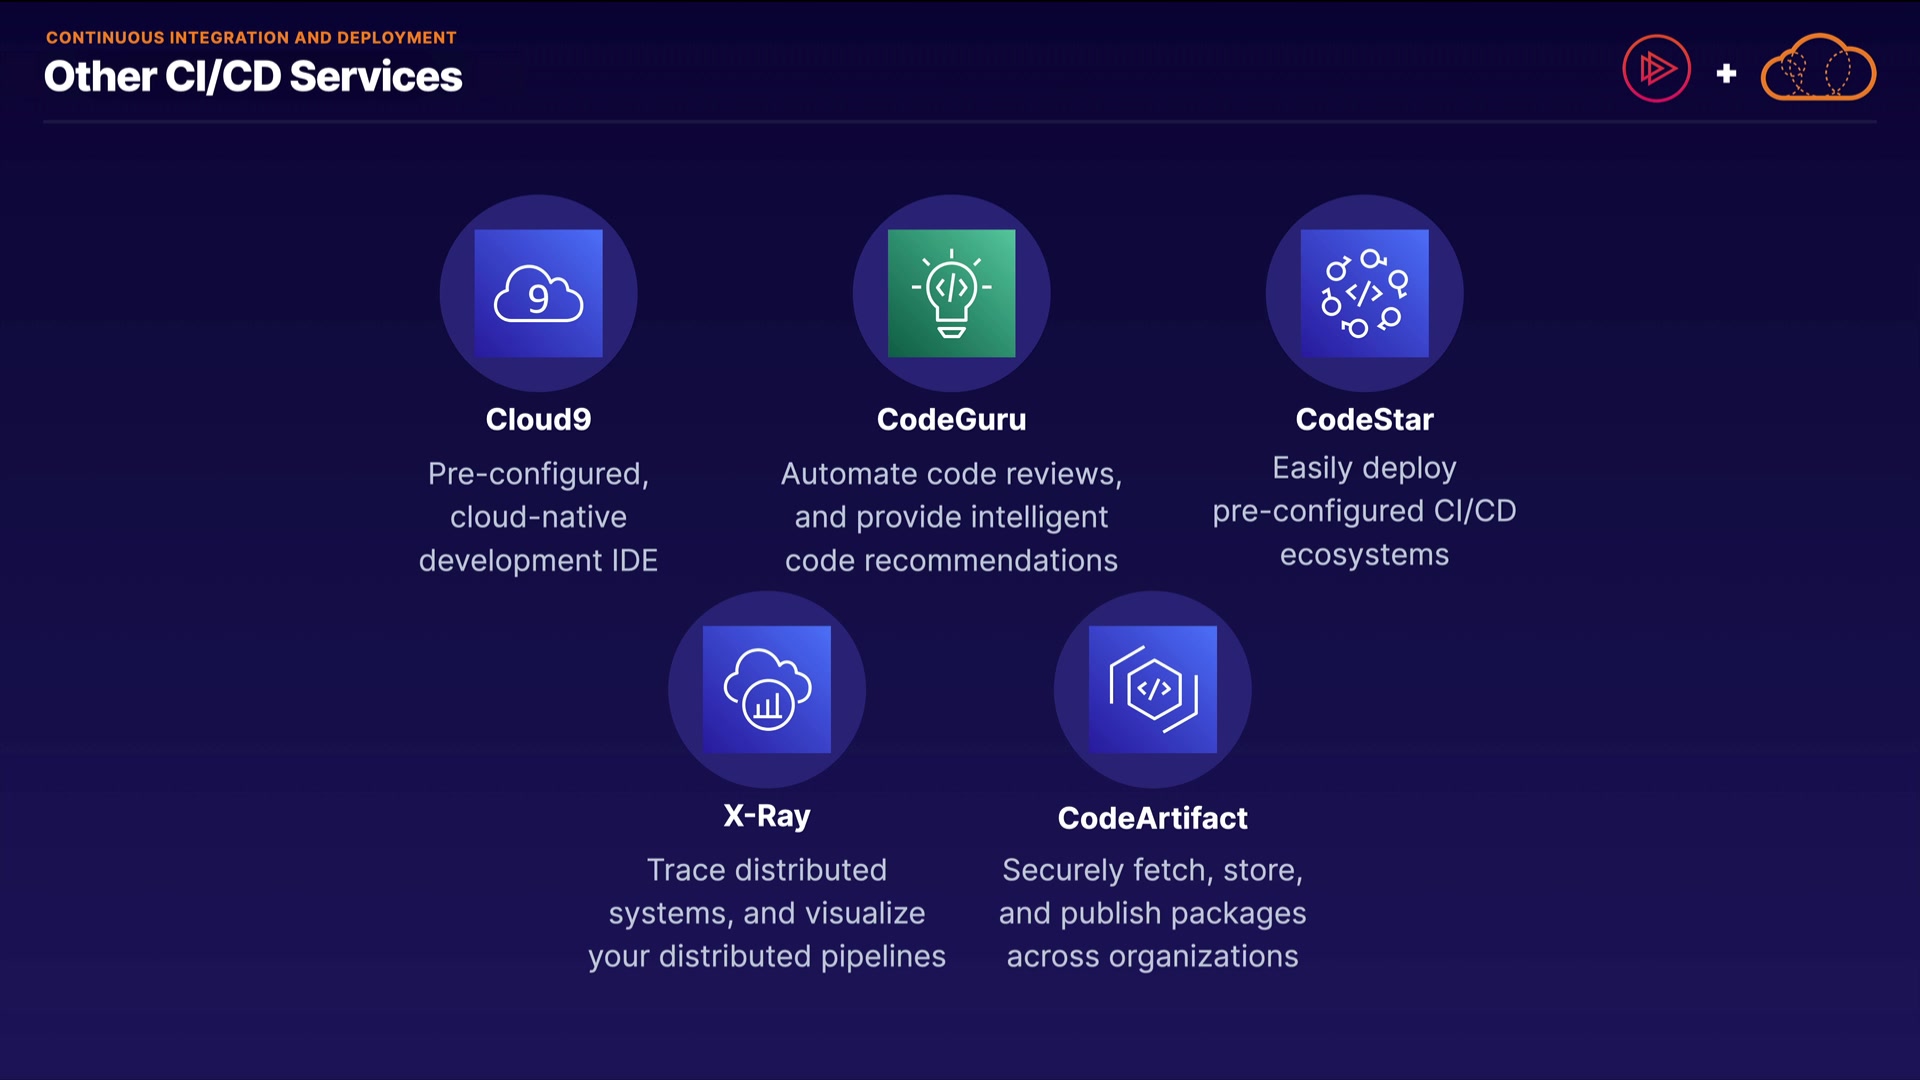 CONTINUOUS INTEGRATION AND DEPLOYMENT
Other CI/CD Services
+
9
</>
</>
Cloud9
Pre-configured,
cloud-native
development IDE
CodeGuru
Automate code reviews,
and provide intelligent
code recommendations
CodeStar
Easily deploy
pre-configured CI/CD
ecosystems
</>
X-Ray
Trace distributed
systems, and visualize
your distributed pipelines
CodeArtifact
Securely fetch, store,
and publish packages
across organizations